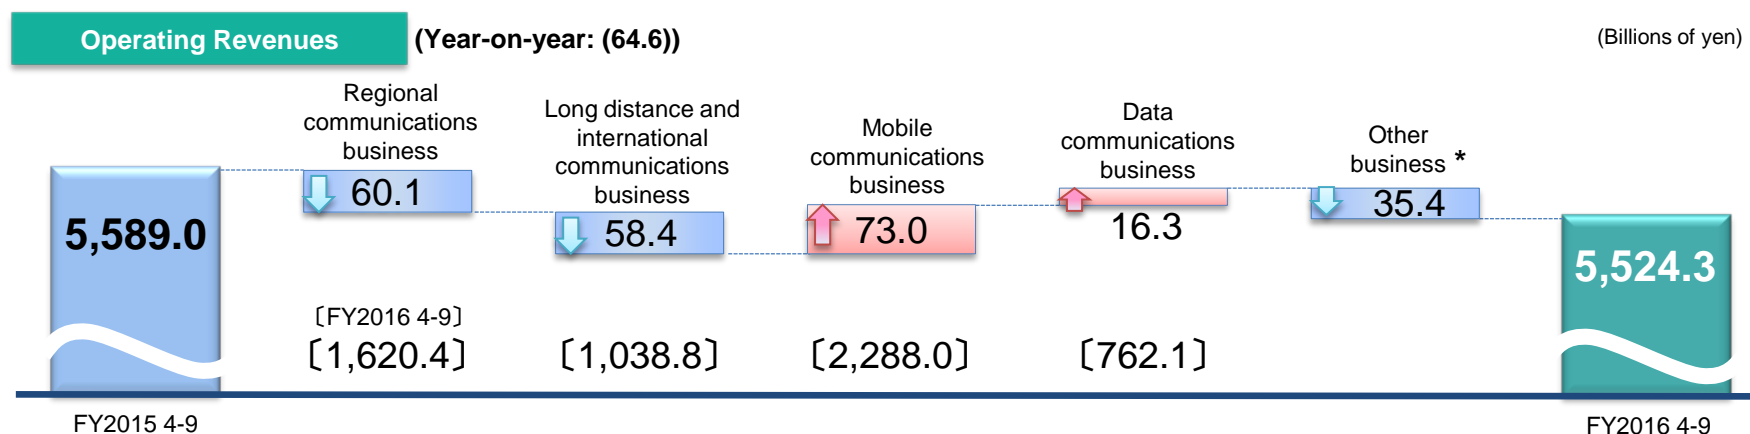 Operating Revenues
(Year-on-year: (64.6))
(Billions of yen)
Regional
communications
business
Long distance and
international
communications
business
Mobile
communications
business
Data
communications
business
Other
business *
5,589.0
60.1
58.4
73.0
16.3
35.4
5,524.3
〔FY2016 4-9〕
〔1,620.4〕
〔1,038.8〕
〔2,288.0〕
〔762.1〕
FY2015 4-9
FY2016 4-9